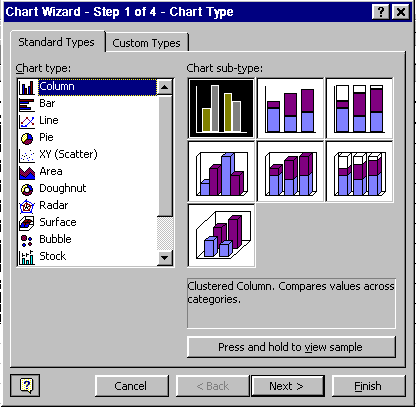 Chart Wizard - Step 1 of 4 - Chart Type
Standard Types
Custom Types
Chart type:
Chart sub-type:
Column
Bar
Line
Pie
XY (Scatter)
Area
Doughnut
Radar
Surface
Bubble
Stock
Clustered Column. Compares values across
categories.
Press and hold to view sample
Cancel
< Back
Next >
Finish